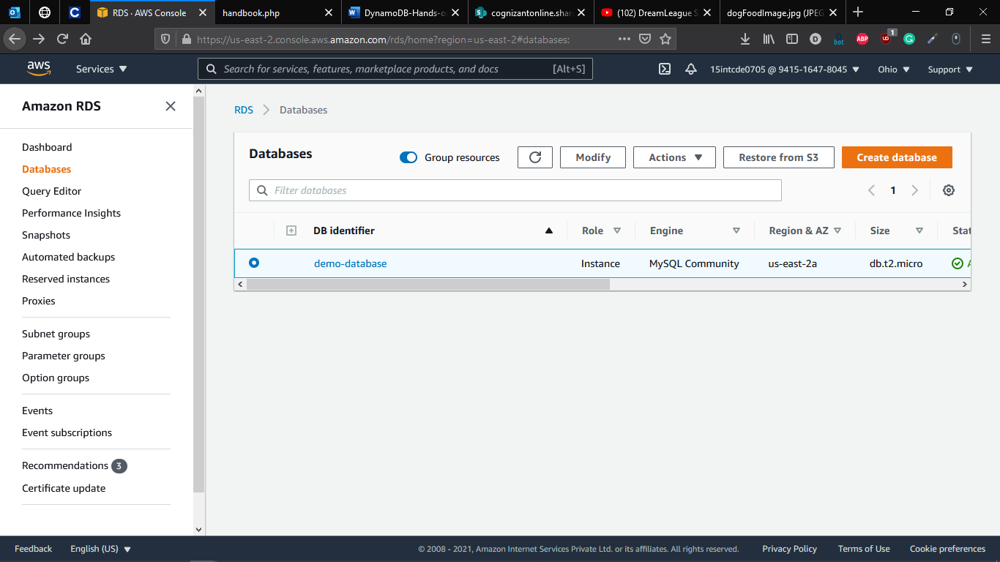 RDS · AWS Console
handbook.php
DynamoDB-Hands-o
cognizantonline.shar
(102) DreamLeague S
dogFoodImage.jpg (JPEG
https://us-east-2.console.aws.amazon.com/rds/home?region=us-east-2#databases:
bot
ABP
1
aws
Services
Search for services, features, marketplace products, and docs
[Alt+S]
15intcde0705 @ 9415-1647-8045
Ohio
Support
Amazon RDS
Dashboard
Databases
Query Editor
Performance Insights
Snapshots
Automated backups
Reserved instances
Proxies
Subnet groups
Parameter groups
Option groups
Events
Event subscriptions
Recommendations 3
Certificate update
RDS > Databases
Databases
Group resources
Modify
Actions
Restore from S3
Create database
Filter databases
1
DB identifier Role Engine Region & AZ Size Stat
demo-database Instance MySQL Community us-east-2a db.t2.micro
Feedback
English (US)
© 2008 - 2021, Amazon Internet Services Private Ltd. or its affiliates. All rights reserved.
Privacy Policy
Terms of Use
Cookie preferences